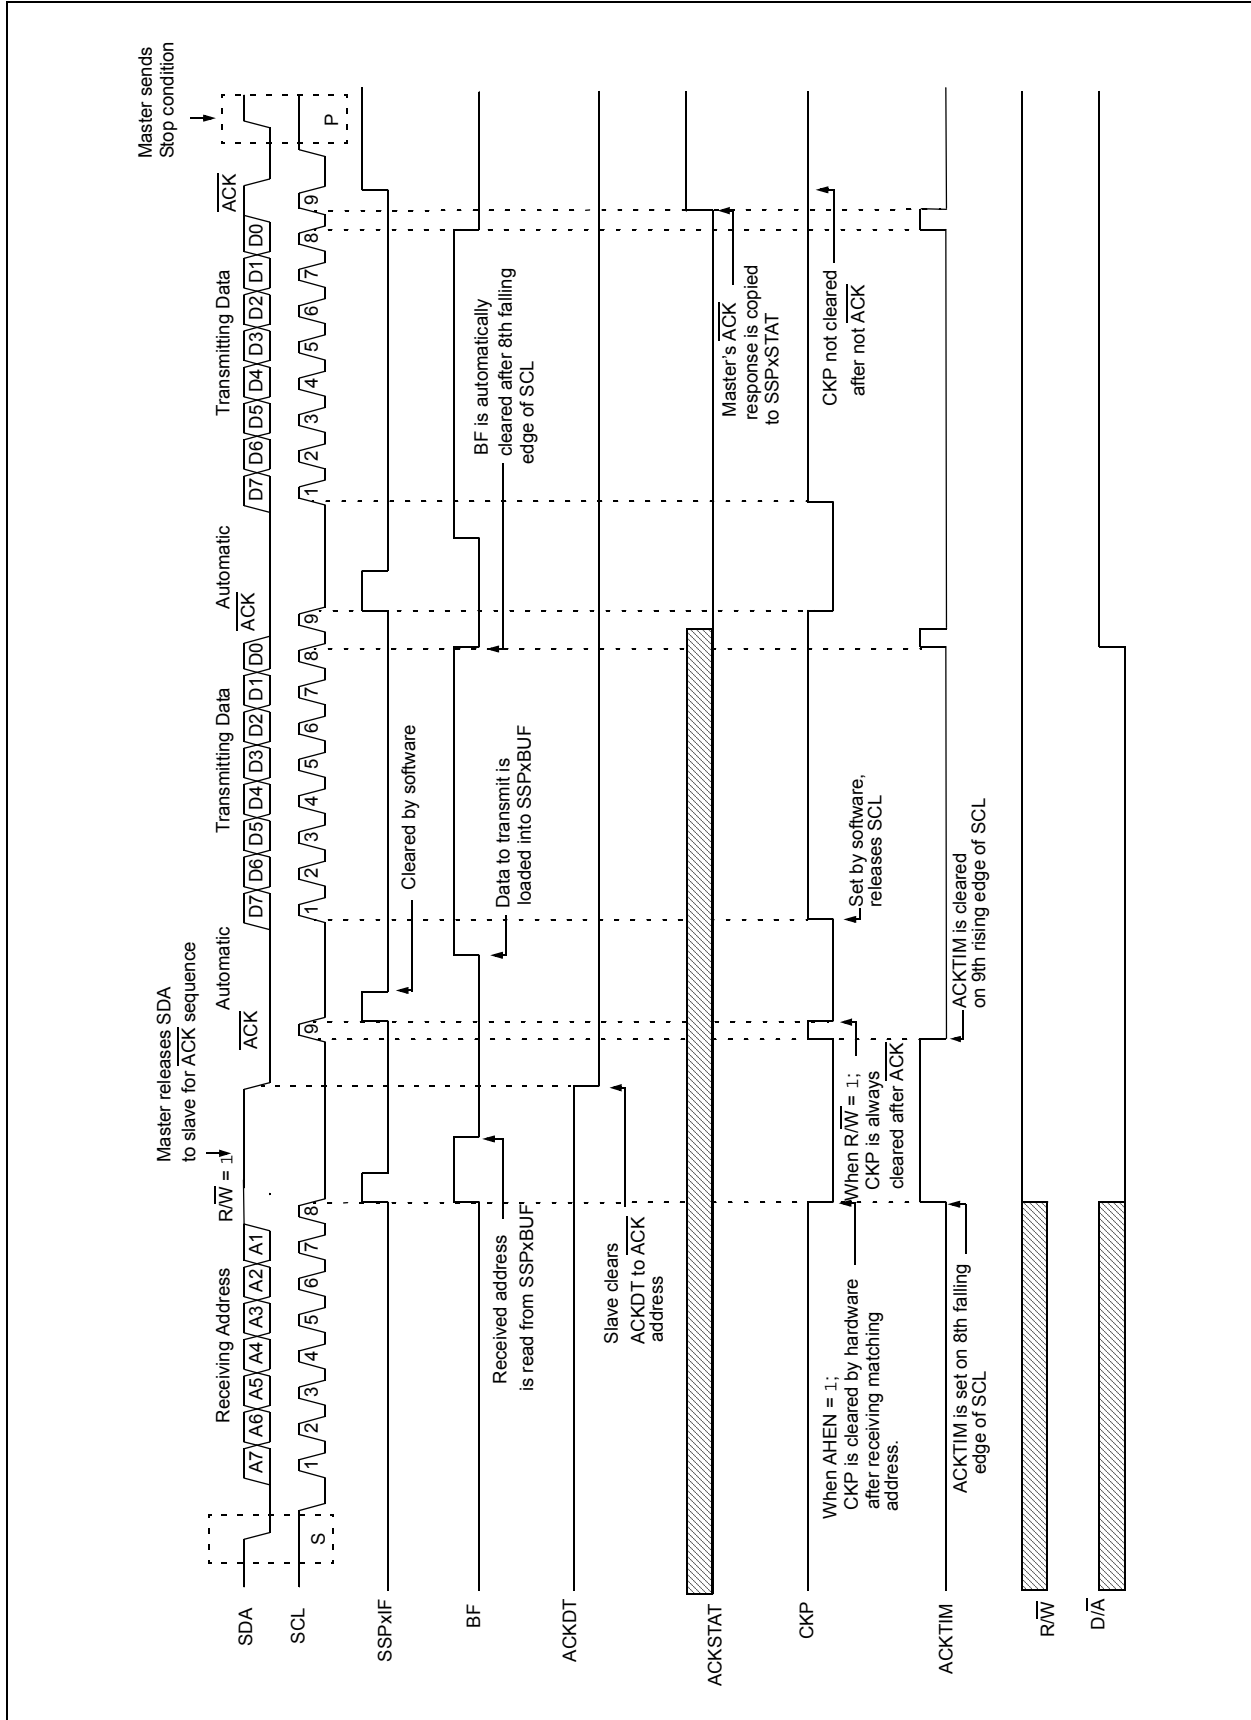 Master sends
Stop condition
Master releases SDA
to slave for ACK sequence
Receiving Address
R/W = 1
ACK
Automatic
Transmitting Data
ACK
Automatic
Transmitting Data
ACK
SDA
A7 A6 A5 A4 A3 A2 A1
D7 D6 D5 D4 D3 D2 D1 D0
D7 D6 D5 D4 D3 D2 D1 D0
SCL
S
1 2 3 4 5 6 7 8 9
1 2 3 4 5 6 7 8 9
1 2 3 4 5 6 7 8 9
P
SSPxIF
Cleared by software
BF
Received address
is read from SSPxBUF
Data to transmit is
loaded into SSPxBUF
BF is automatically
cleared after 8th falling
edge of SCL
ACKDT
Slave clears
ACKDT to ACK
address
ACKSTAT
Master's ACK
response is copied
to SSPxSTAT
CKP
When AHEN = 1;
CKP is cleared by hardware
after receiving matching
address.
When R/W = 1;
CKP is always
cleared after ACK
Set by software,
releases SCL
CKP not cleared
after not ACK
ACKTIM
ACKTIM is set on 8th falling
edge of SCL
ACKTIM is cleared
on 9th rising edge of SCL
R/W
D/A